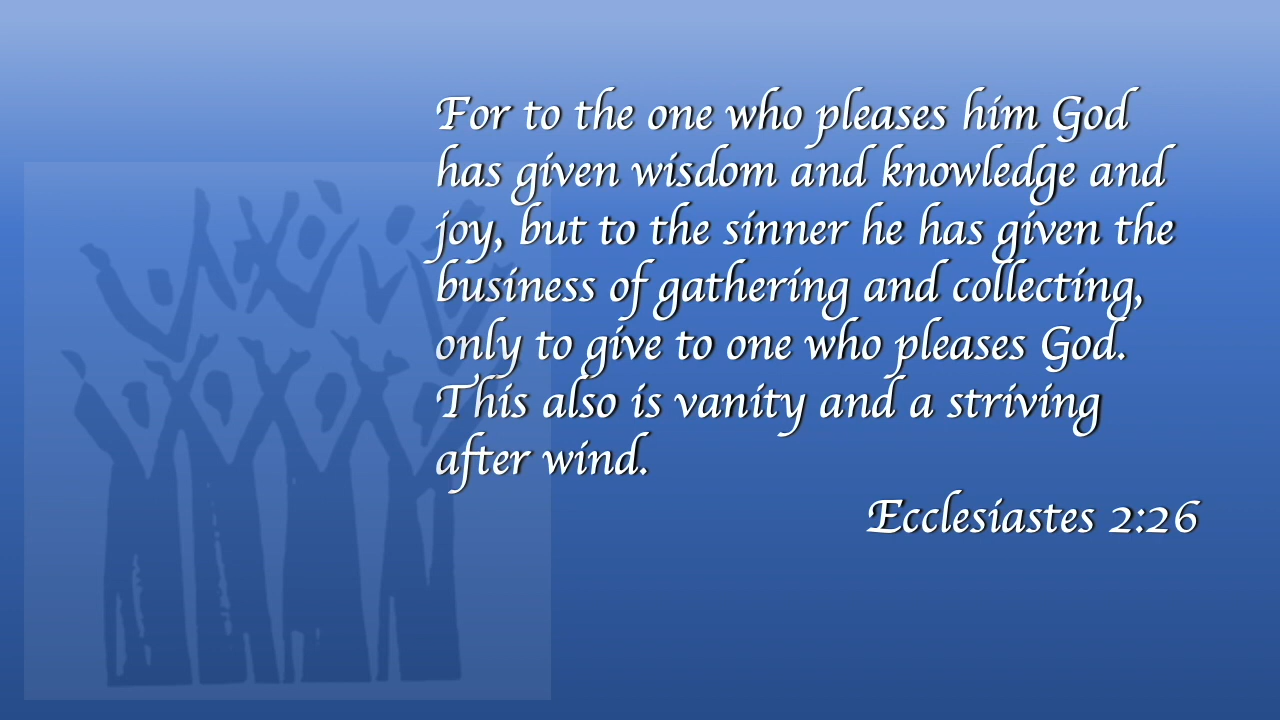 For to the one who pleases him God
has given wisdom and knowledge and
joy, but to the sinner he has given the
business of gathering and collecting,
only to give to one who pleases God.
This also is vanity and a striving
after wind.
Ecclesiastes 2:26